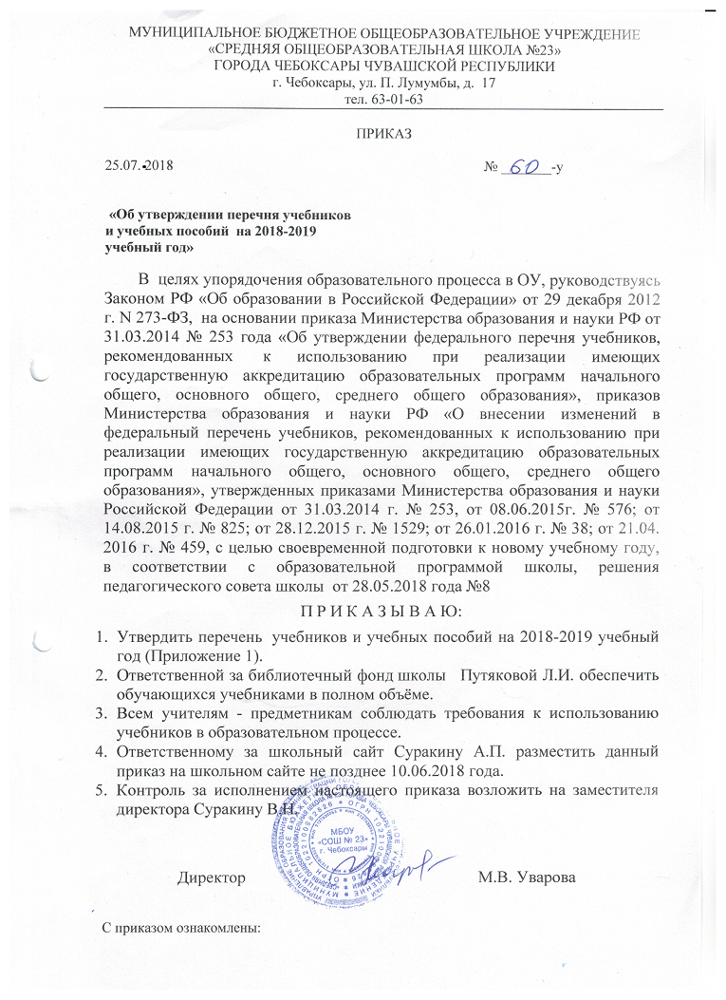 МУНИЦИПАЛЬНОЕ БЮДЖЕТНОЕ ОБЩЕОБРАЗОВАТЕЛЬНОЕ УЧРЕЖДЕНИЕ
«СРЕДНЯЯ ОБЩЕОБРАЗОВАТЕЛЬНАЯ ШКОЛА №23»
ГОРОДА ЧЕБОКСАРЫ ЧУВАШСКОЙ РЕСПУБЛИКИ
г. Чебоксары, ул. П. Лумумбы, д. 17
тел. 63-01-63
ПРИКАЗ
25.07.2018 № 60-у
«Об утверждении перечня учебников
и учебных пособий на 2018-2019
учебный год»
В целях упорядочения образовательного процесса в ОУ, руководствуясь
Законом РФ «Об образовании в Российской Федерации» от 29 декабря 2012
г. N 273-ФЗ, на основании приказа Министерства образования и науки РФ от
31.03.2014 № 253 года «Об утверждении федерального перечня учебников,
рекомендованных к использованию при реализации имеющих
государственную аккредитацию образовательных программ начального
общего, основного общего, среднего общего образования», приказов
Министерства образования и науки РФ «О внесении изменений в
федеральный перечень учебников, рекомендованных к использованию при
реализации имеющих государственную аккредитацию образовательных
программ начального общего, основного общего, среднего общего
образования», утвержденных приказами Министерства образования и науки
Российской Федерации от 31.03.2014 г. № 253, от 08.06.2015г. № 576; от
14.08.2015 г. № 825; от 28.12.2015 г. № 1529; от 26.01.2016 г. № 38; от 21.04.
2016 г. № 459, с целью своевременной подготовки к новому учебному году,
в соответствии с образовательной программой школы, решения
педагогического совета школы от 28.05.2018 года №8
П Р И К А З Ы В А Ю:
1. Утвердить перечень учебников и учебных пособий на 2018-2019 учебный
год (Приложение 1).
2. Ответственной за библиотечный фонд школы Путяковой Л.И. обеспечить
обучающихся учебниками в полном объёме.
3. Всем учителям - предметникам соблюдать требования к использованию
учебников в образовательном процессе.
4. Ответственному за школьный сайт Суракину А.П. разместить данный
приказ на школьном сайте не позднее 10.06.2018 года.
5. Контроль за исполнением настоящего приказа возложить на заместителя
директора Суракину В.Н.
МБОУ
«СОШ № 23»
г. Чебоксары
Директор М.В. Уварова
С приказом ознакомлены: